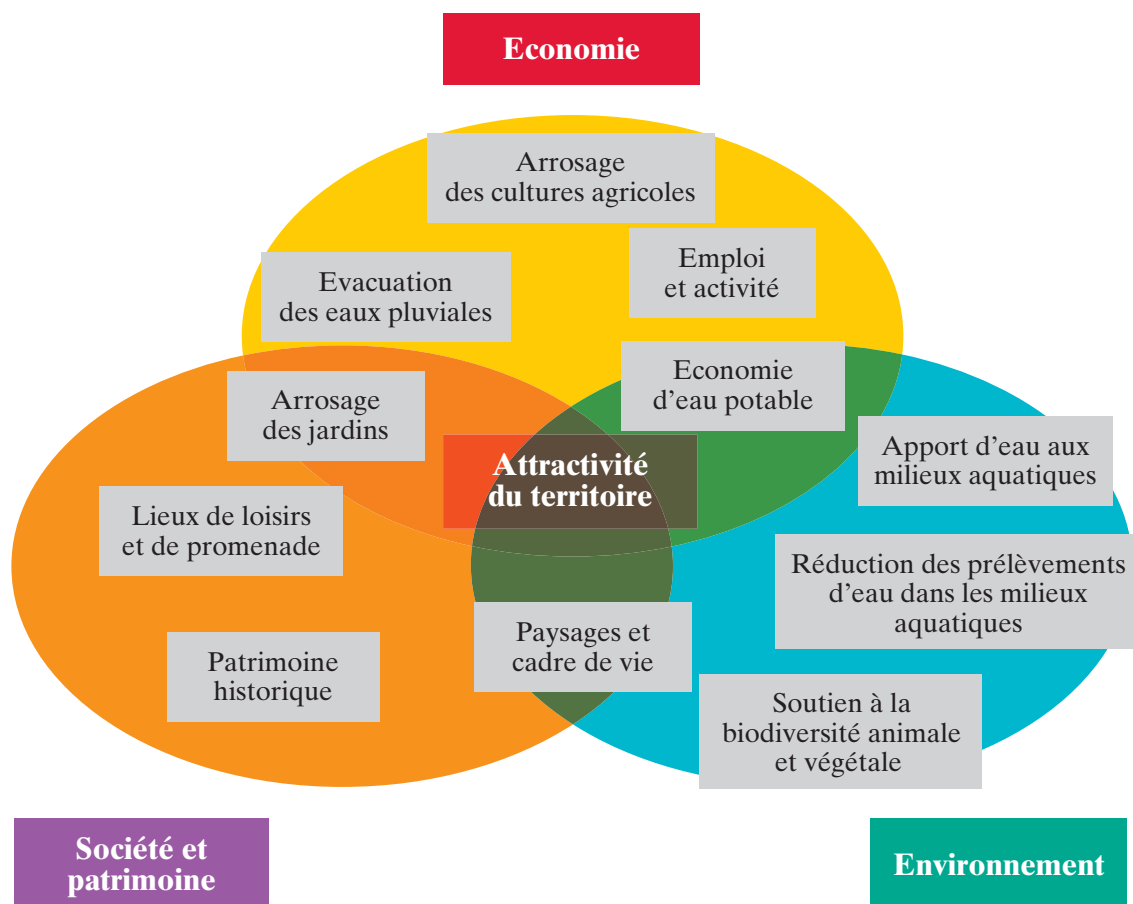 Economie
Arrosage
des cultures agricoles
Emploi
et activité
Evacuation
des eaux pluviales
Economie
d'eau potable
Arrosage
des jardins
Apport d'eau aux
milieux aquatiques
Attractivité
du territoire
Lieux de loisirs
et de promenade
Réduction des prélèvements
d'eau dans les milieux
aquatiques
Paysages et
cadre de vie
Patrimoine
historique
Soutien à la
biodiversité animale
et végétale
Société et
patrimoine
Environnement